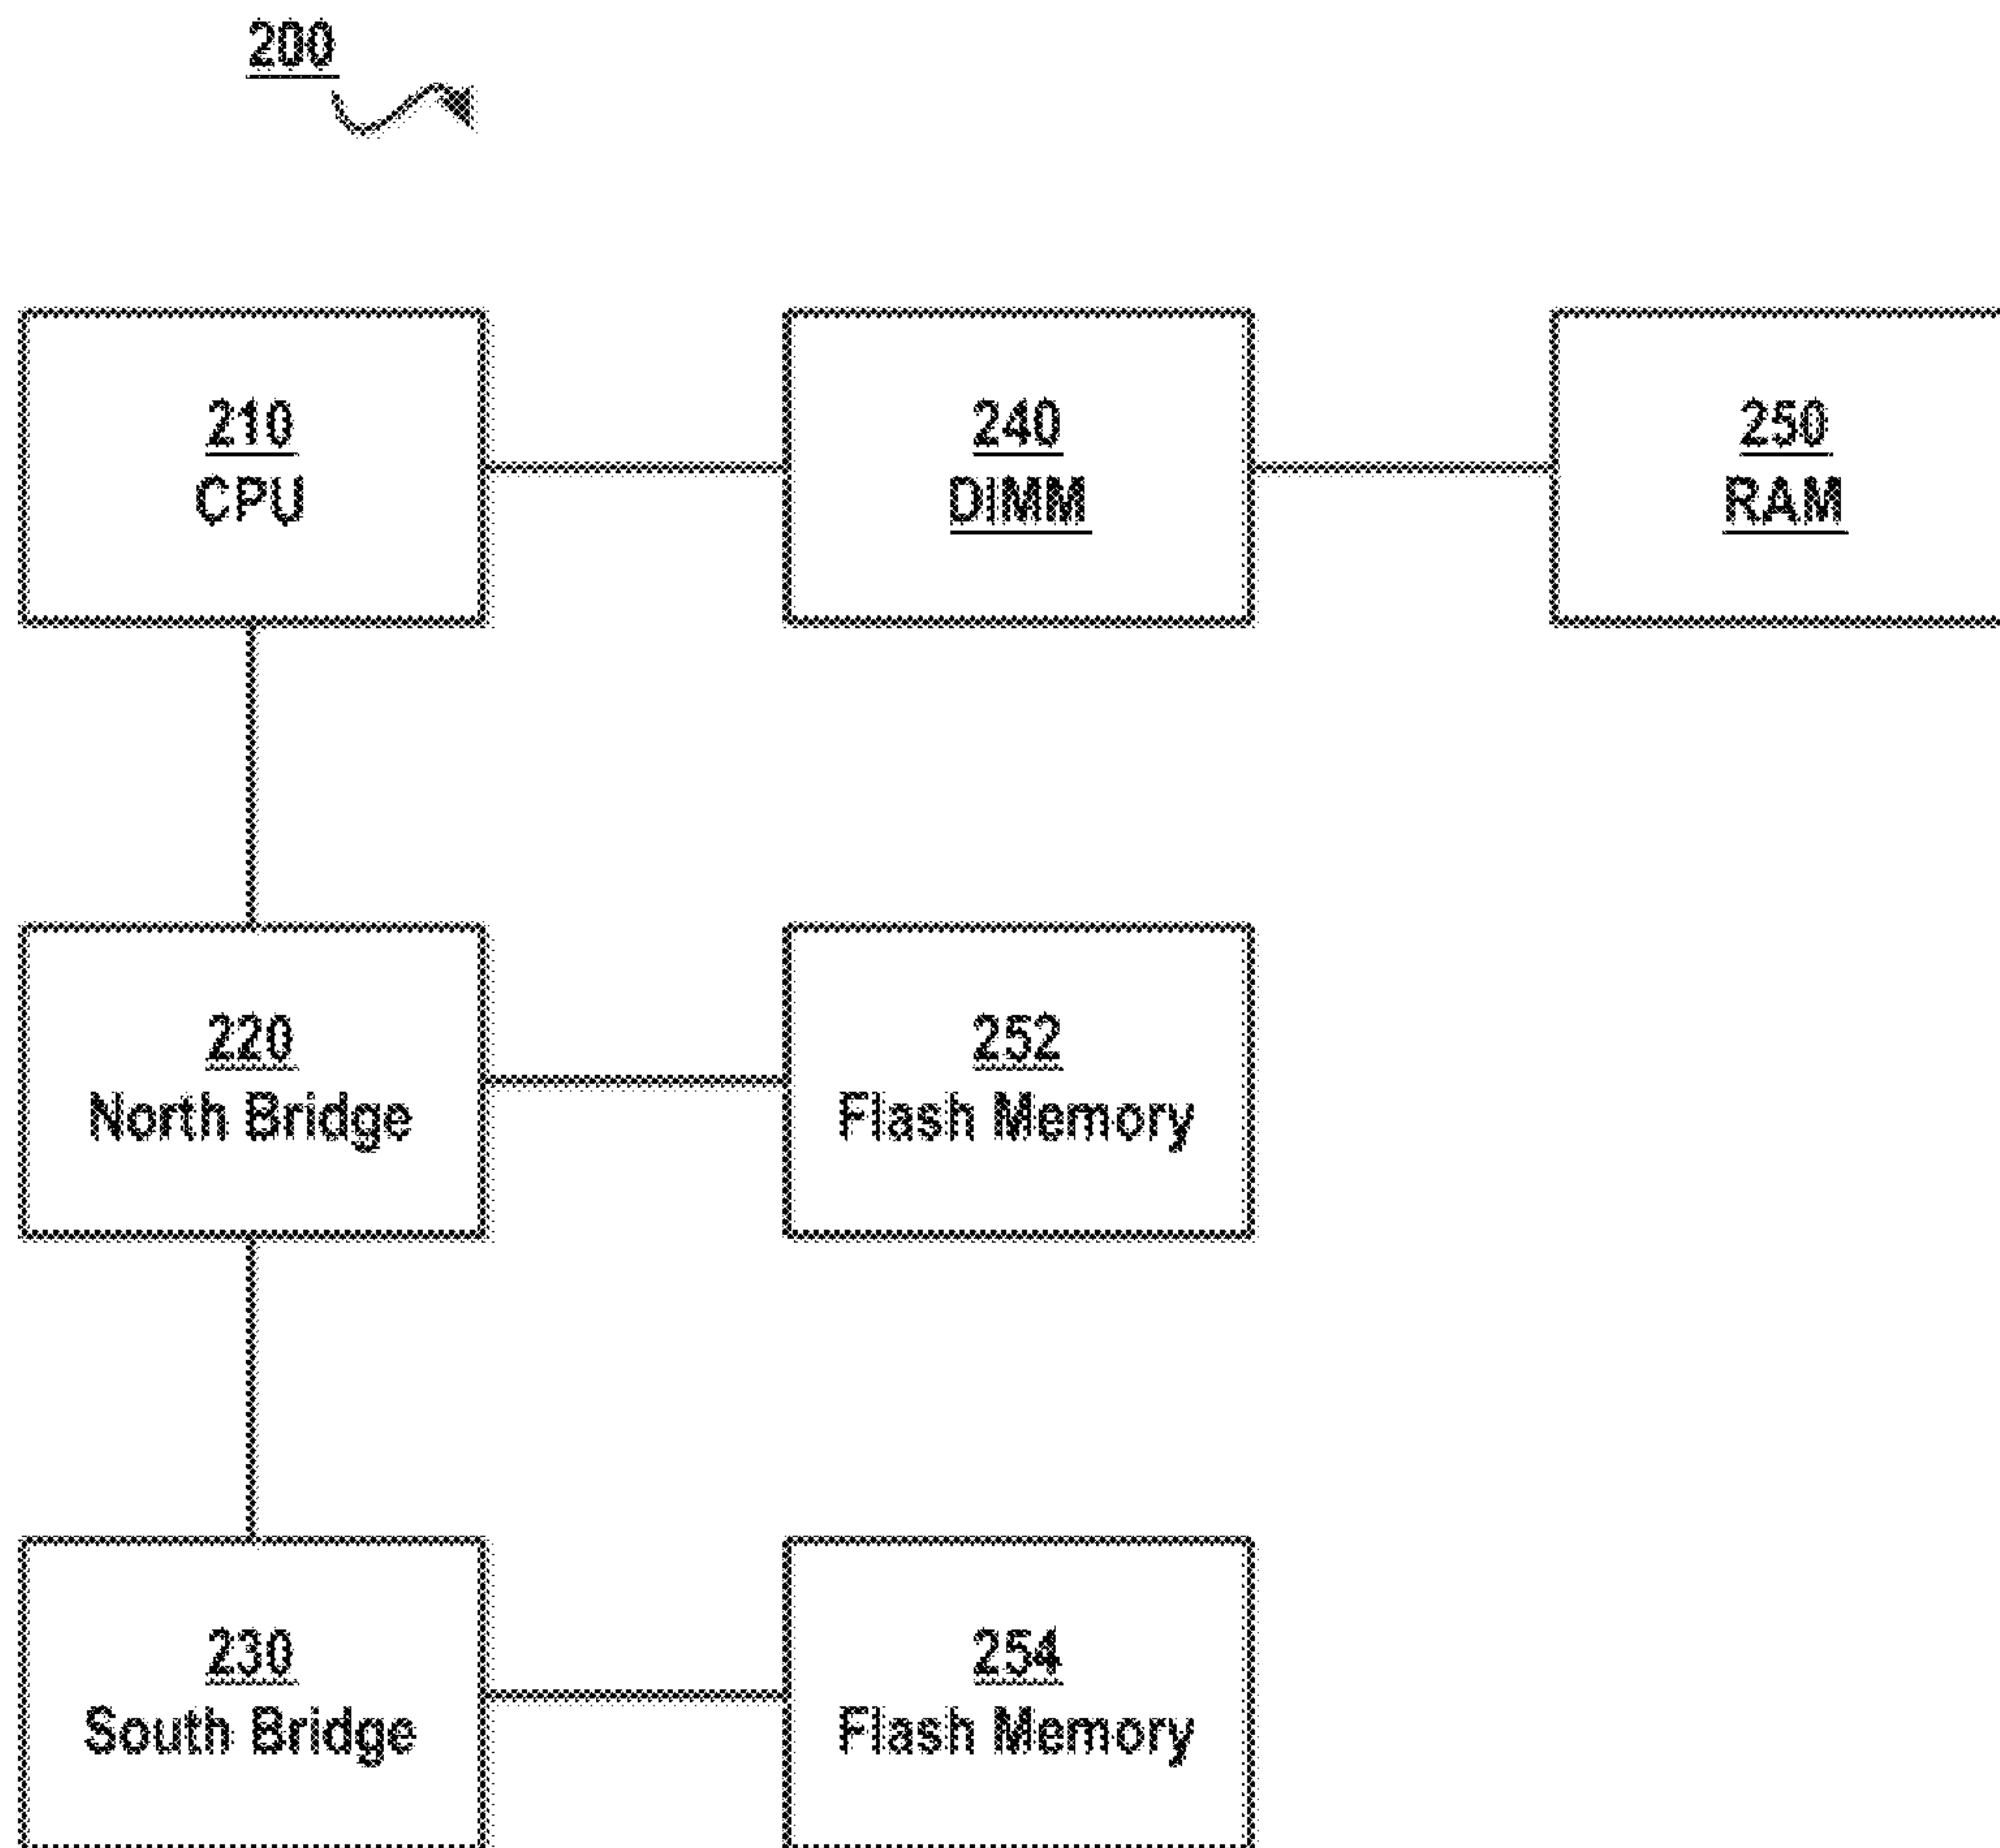 200
210
CPU
240
DIMM
250
RAM
220
North Bridge
252
Flash Memory
230
South Bridge
254
Flash Memory